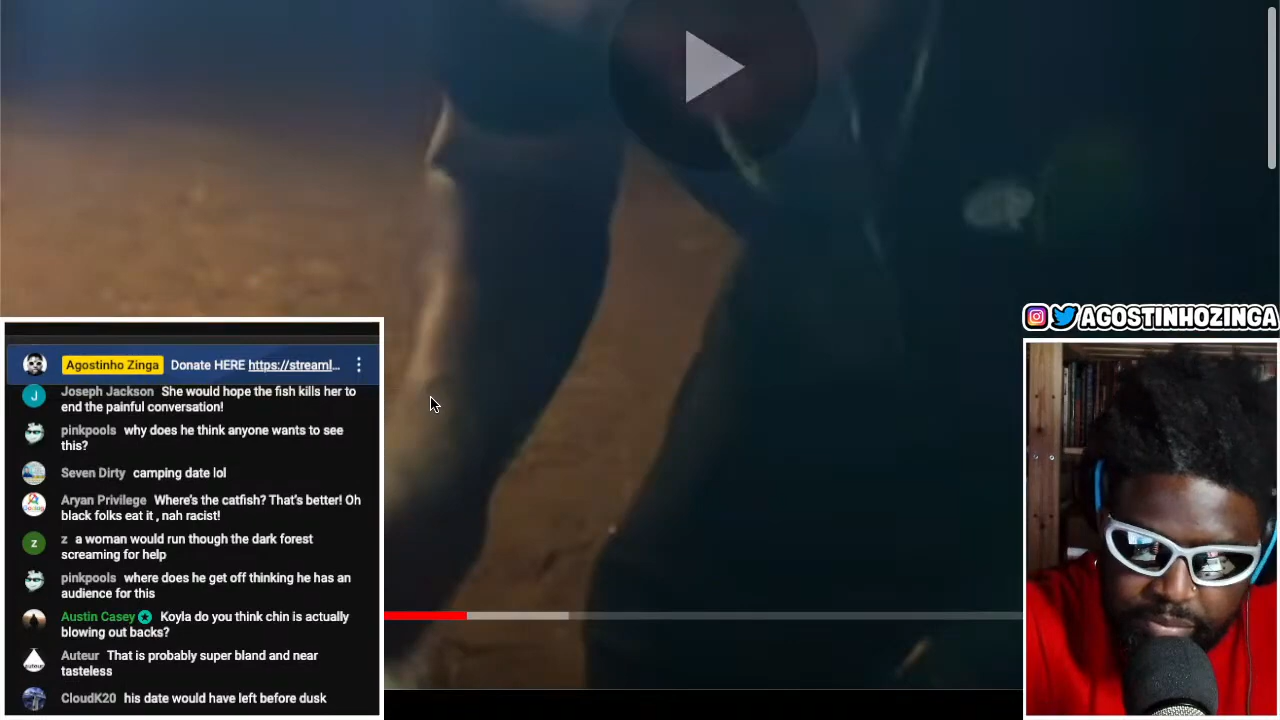 AGOSTINHOZINGA
Agostinho Zinga Donate HERE https://streaml...
Joseph Jackson She would hope the fish kills her to
end the painful conversation!
pinkpools why does he think anyone wants to see
this?
Seven Dirty camping date lol
Aryan Privilege Where's the catfish? That's better! Oh
black folks eat it , nah racist!
z a woman would run though the dark forest
screaming for help
pinkpools where does he get off thinking he has an
audience for this
Austin Casey Koyla do you think chin is actually
blowing out backs?
Auteur That is probably super bland and near
tasteless
CloudK20 his date would have left before dusk